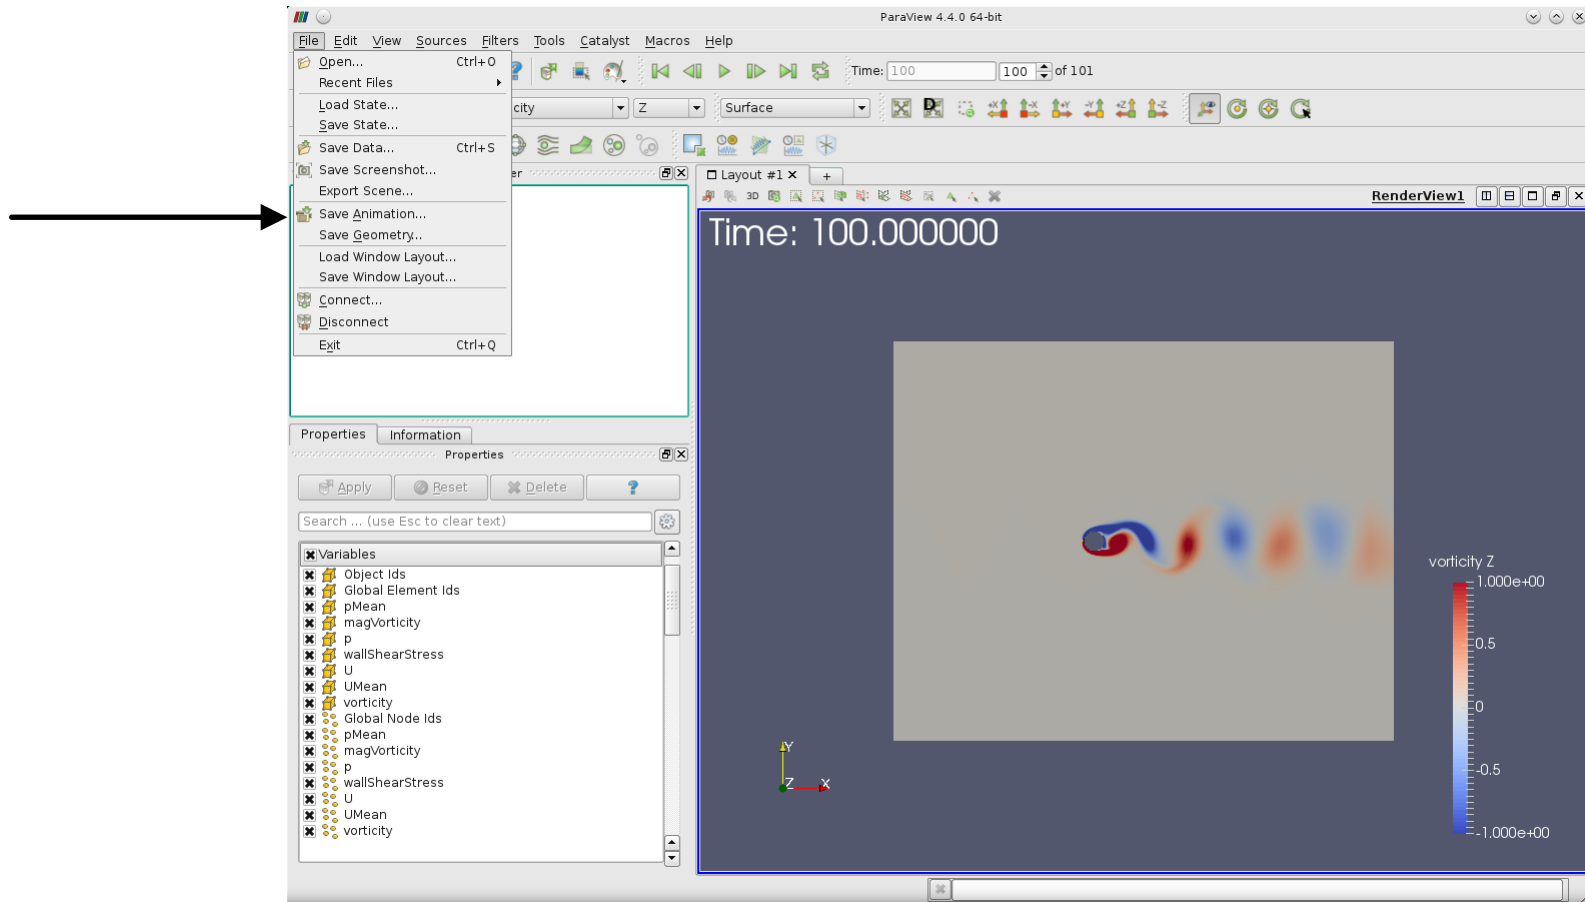 ParaView 4.4.0 64-bit
File Edit View Sources Filters Tools Catalyst Macros Help
Open... Ctrl+O
Recent Files
Load State...
Save State...
Save Data... Ctrl+S
Save Screenshot...
Export Scene...
Save Animation...
Save Geometry...
Load Window Layout...
Save Window Layout...
Connect...
Disconnect
Exit Ctrl+Q
? Time: 100 100 of 101
city Z Surface D +X -X +Y -Y +Z -Z
er
Layout #1 +
3D RenderView1
Time: 100.000000
Properties Information
Properties
Apply Reset Delete ?
Search ... (use Esc to clear text)
Variables
Object Ids
Global Element Ids
pMean
magVorticity
p
wallShearStress
U
UMean
vorticity
Global Node Ids
pMean
magVorticity
p
wallShearStress
U
UMean
vorticity
Y
Z X
vorticity Z
1.000e+00
0.5
0
-0.5
-1.000e+00